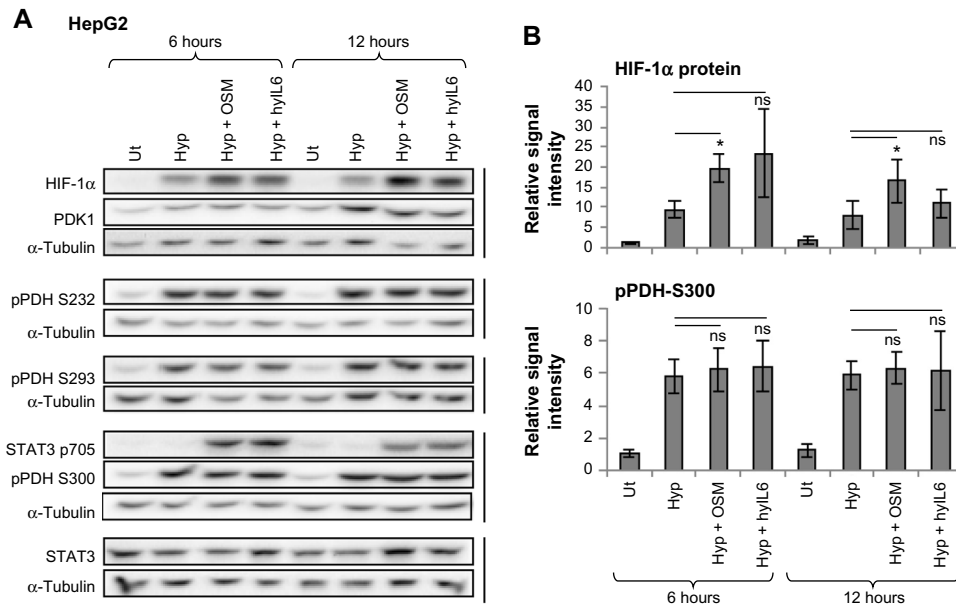 A
HepG2
6 hours
12 hours
Ut
Hyp
Hyp + OSM
Hyp + hyIL6
Ut
Hyp
Hyp + OSM
Hyp + hyIL6
HIF-1α
PDK1
α-Tubulin
pPDH S232
α-Tubulin
pPDH S293
α-Tubulin
STAT3 p705
pPDH S300
α-Tubulin
STAT3
α-Tubulin
B
HIF-1α protein
Relative signal
intensity
40
35
30
25
20
15
10
5
0
*
ns
*
ns
pPDH-S300
Relative signal
intensity
8
6
4
2
0
ns
ns
ns
ns
Ut
Hyp
Hyp + OSM
Hyp + hyIL6
Ut
Hyp
Hyp + OSM
Hyp + hyIL6
6 hours
12 hours